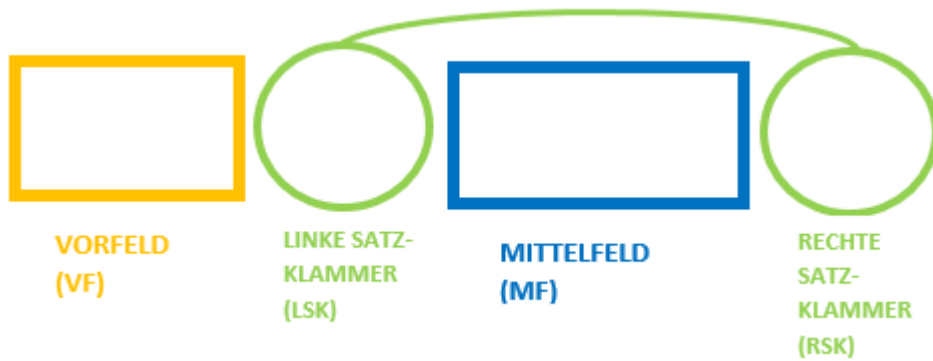 VORFELD
(VF)
LINKE SATZ-
KLAMMER
(LSK)
MITTELFELD
(MF)
RECHTE
SATZ-
KLAMMER
(RSK)